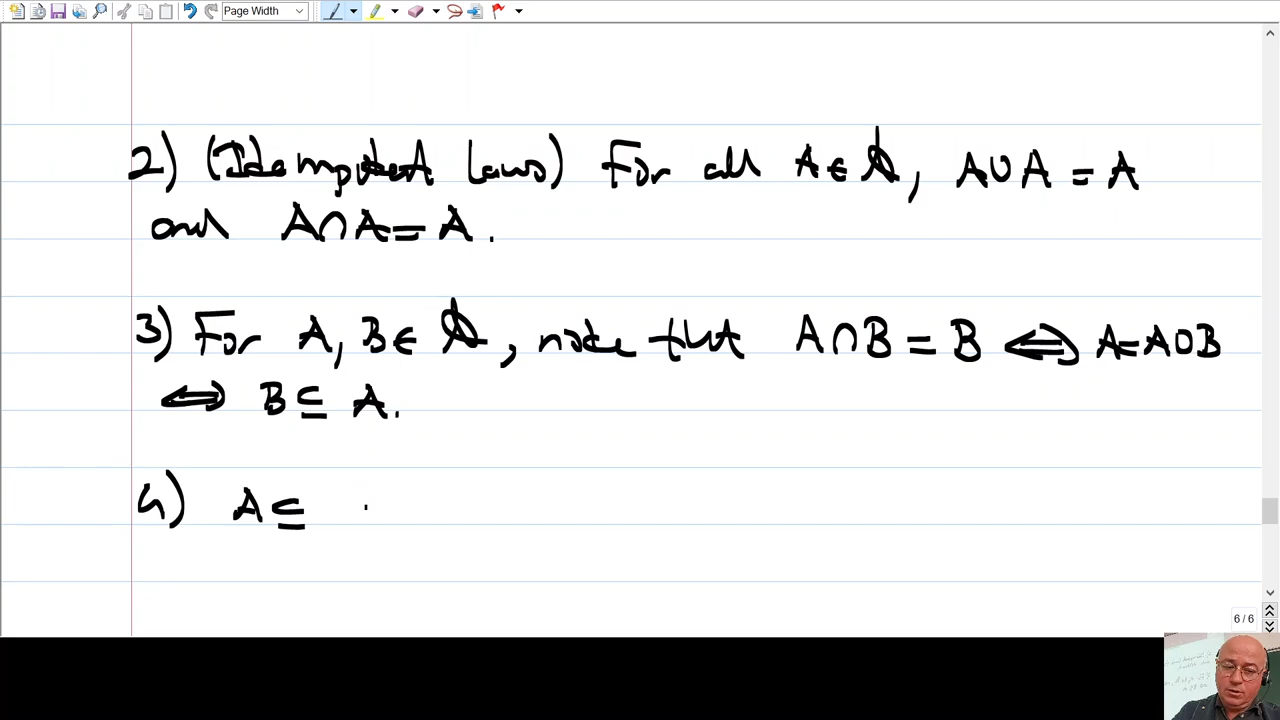 Page Width
2) (Idempotent Laws) For all A ∈ 𝒜, A∪A = A
and A∩A = A.
3) For A, B ∈ 𝒜, note that A∩B = B ⟺ A = A∪B
⟺ B ⊆ A.
4) A ⊆
6 / 6